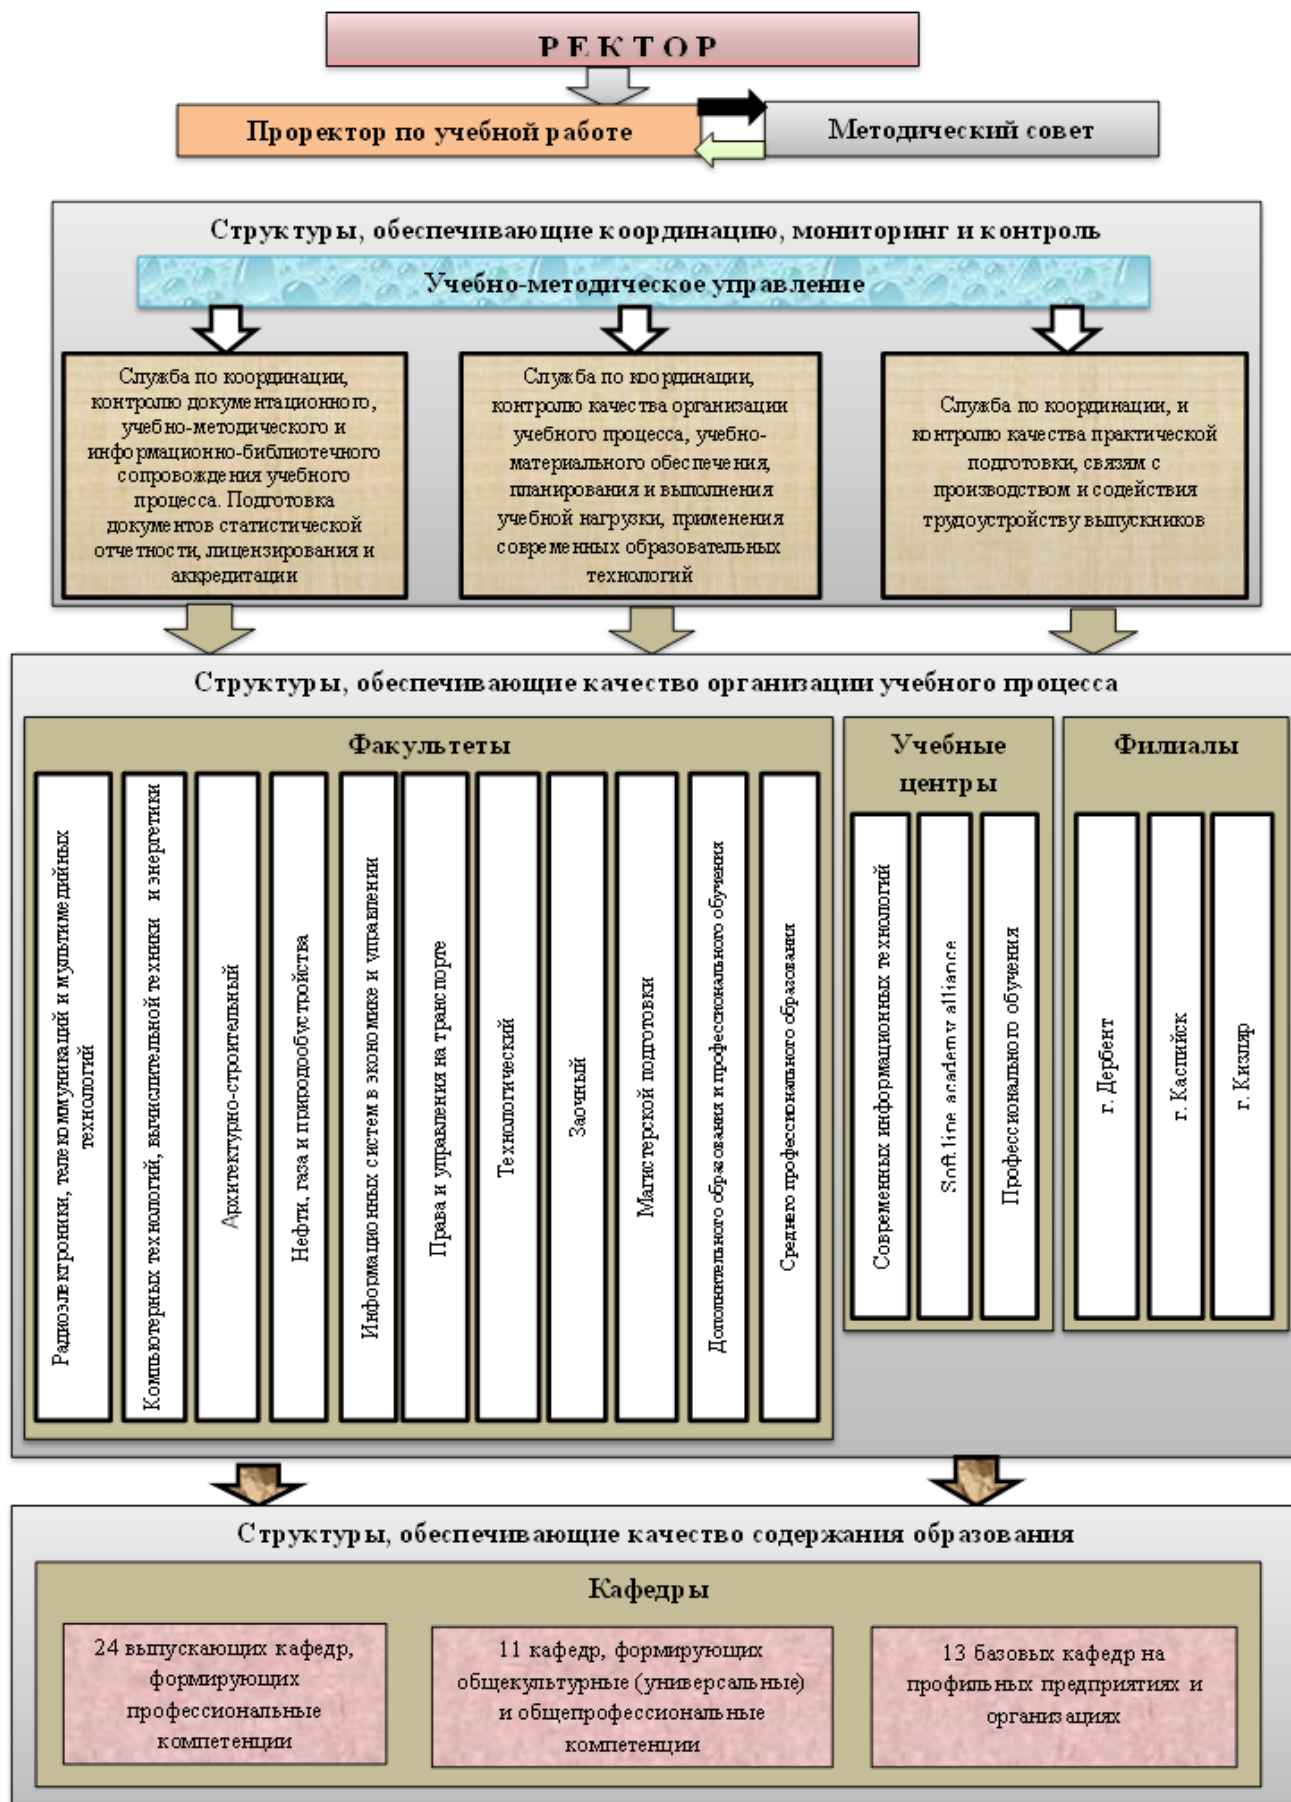 РЕКТОР
Проректор по учебной работе
Методический совет
Структуры, обеспечивающие координацию, мониторинг и контроль
Учебно-методическое управление
Служба по координации,
контролю документационного,
учебно-методического и
информационно-библиотечного
сопровождения учебного
процесса. Подготовка
документов статистической
отчетности, лицензирования и
аккредитации
Служба по координации,
контролю качества организации
учебного процесса, учебно-
материального обеспечения,
планирования и выполнения
учебной нагрузки, применения
современных образовательных
технологий
Служба по координации, и
контролю качества практической
подготовки, связям с
производством и содействия
трудоустройству выпускников
Структуры, обеспечивающие качество организации учебного процесса
Факультеты
Радиоэлектроники, телекоммуникаций и мультимедийных
технологий
Компьютерных технологий, вычислительной техники и энергетики
Архитектурно-строительный
Нефти, газа и природообустройства
Информационных систем в экономике и управлении
Права и управления на транспорте
Технологический
Заочный
Магистерской подготовки
Дополнительного образования и профессионального обучения
Среднего профессионального образования
Учебные
центры
Современных информационных технологий
Soft line academy alliance
Профессионального обучения
Филиалы
г. Дербент
г. Каспийск
г. Кизляр
Структуры, обеспечивающие качество содержания образования
Кафедры
24 выпускающих кафедр,
формирующих
профессиональные
компетенции
11 кафедр, формирующих
общекультурные (универсальные)
и общепрофессиональные
компетенции
13 базовых кафедр на
профильных предприятиях и
организациях